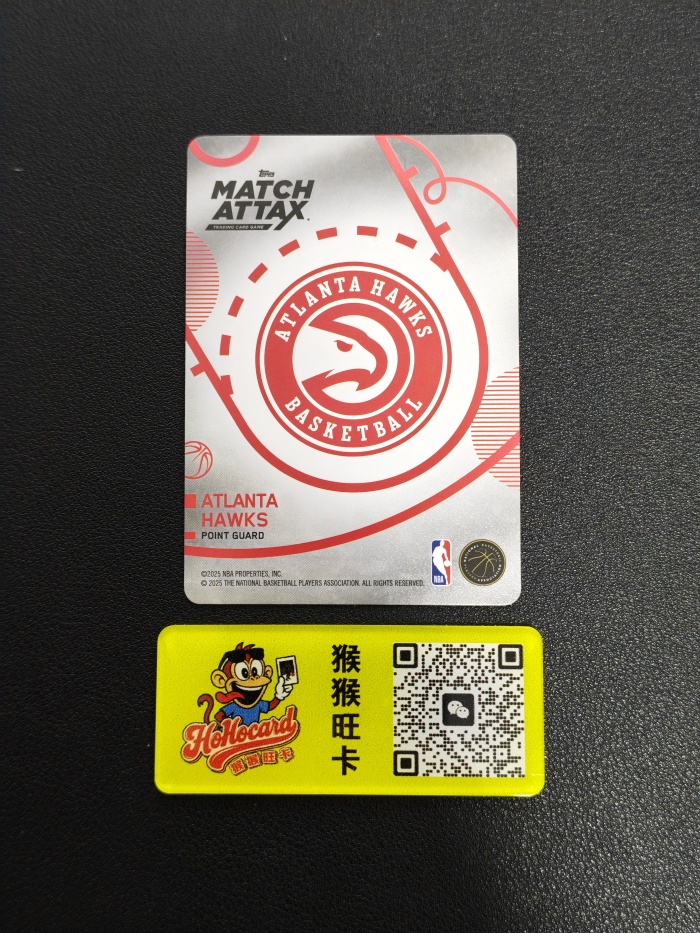 Topps
MATCH
ATTAX
TRADING CARD GAME
ATLANTA HAWKS
BASKETBALL
ATLANTA
HAWKS
POINT GUARD
©2025 NBA PROPERTIES, INC.
© 2025 THE NATIONAL BASKETBALL PLAYERS ASSOCIATION. ALL RIGHTS RESERVED.
NBA
HoHocard
猴猴旺卡
猴
猴
旺
卡